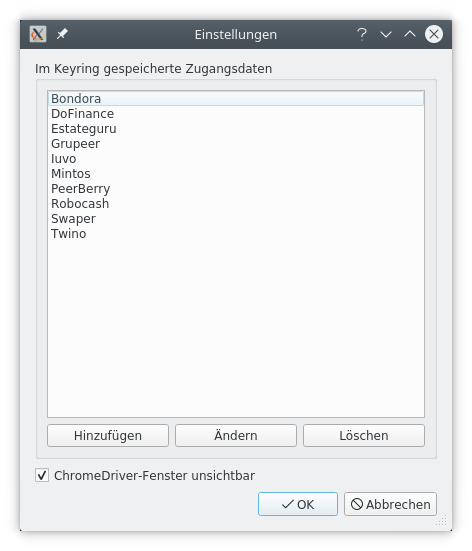 Einstellungen
Im Keyring gespeicherte Zugangsdaten
Bondora
DoFinance
Estateguru
Grupeer
Iuvo
Mintos
PeerBerry
Robocash
Swaper
Twino
Hinzufügen Ändern Löschen
ChromeDriver-Fenster unsichtbar
OK Abbrechen